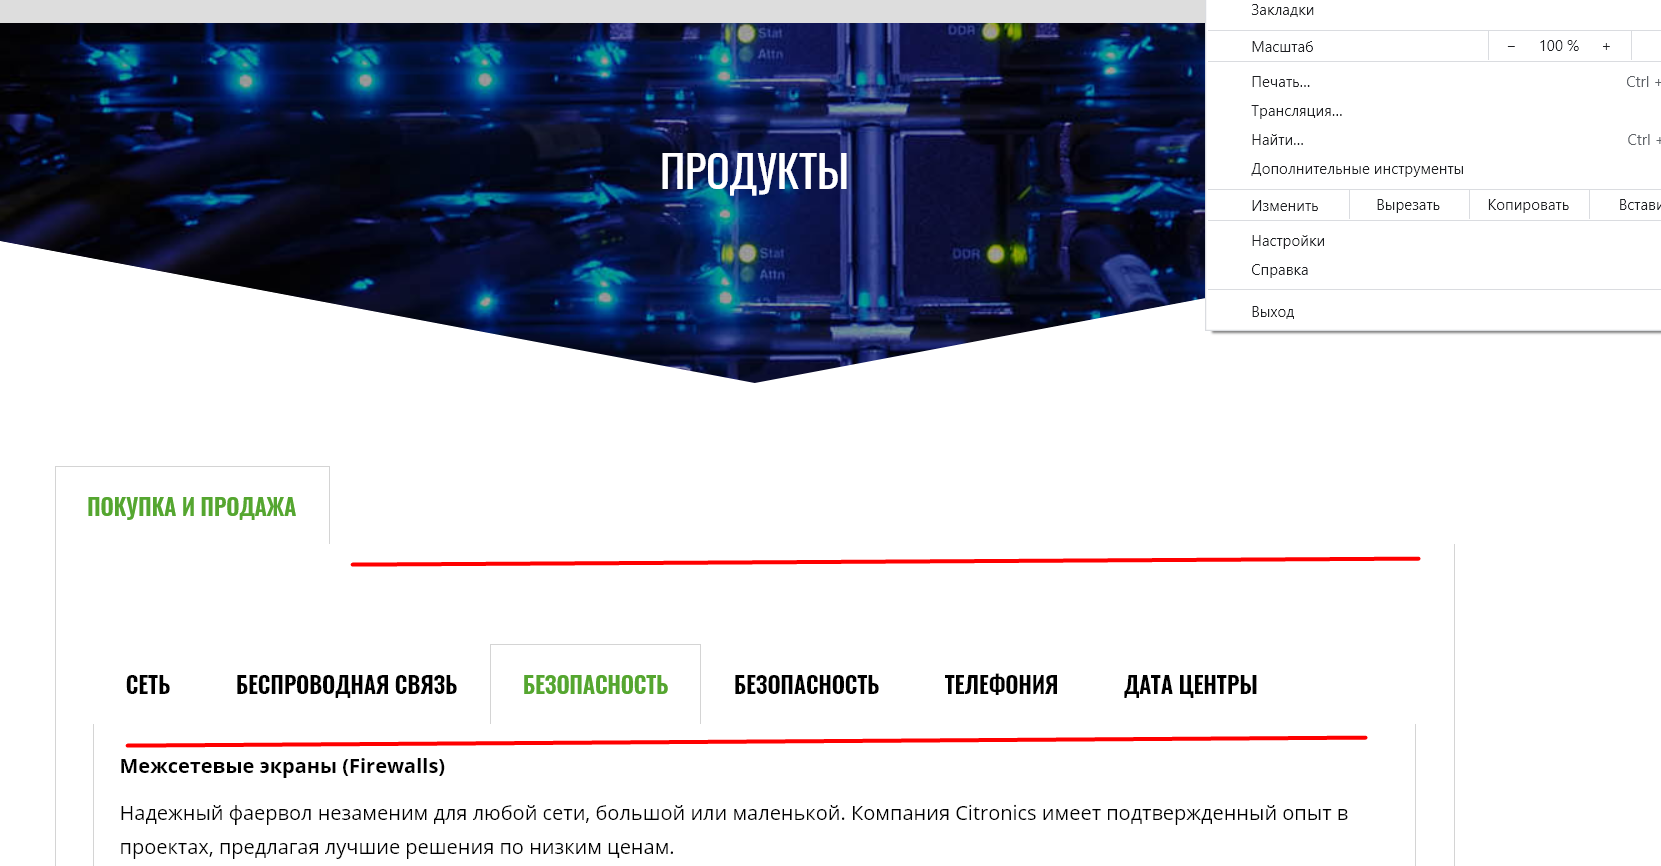 Закладки
Масштаб − 100 % +
Печать... Ctrl +
Трансляция...
Найти... Ctrl +
Дополнительные инструменты
Изменить Вырезать Копировать Встави
Настройки
Справка
Выход
Stat
Attn
DDR
ПРОДУКТЫ
Stat
Attn
DDR
ПОКУПКА И ПРОДАЖА
СЕТЬ БЕСПРОВОДНАЯ СВЯЗЬ БЕЗОПАСНОСТЬ БЕЗОПАСНОСТЬ ТЕЛЕФОНИЯ ДАТА ЦЕНТРЫ
Межсетевые экраны (Firewalls)
Надежный фаервол незаменим для любой сети, большой или маленькой. Компания Citronics имеет подтвержденный опыт в
проектах, предлагая лучшие решения по низким ценам.